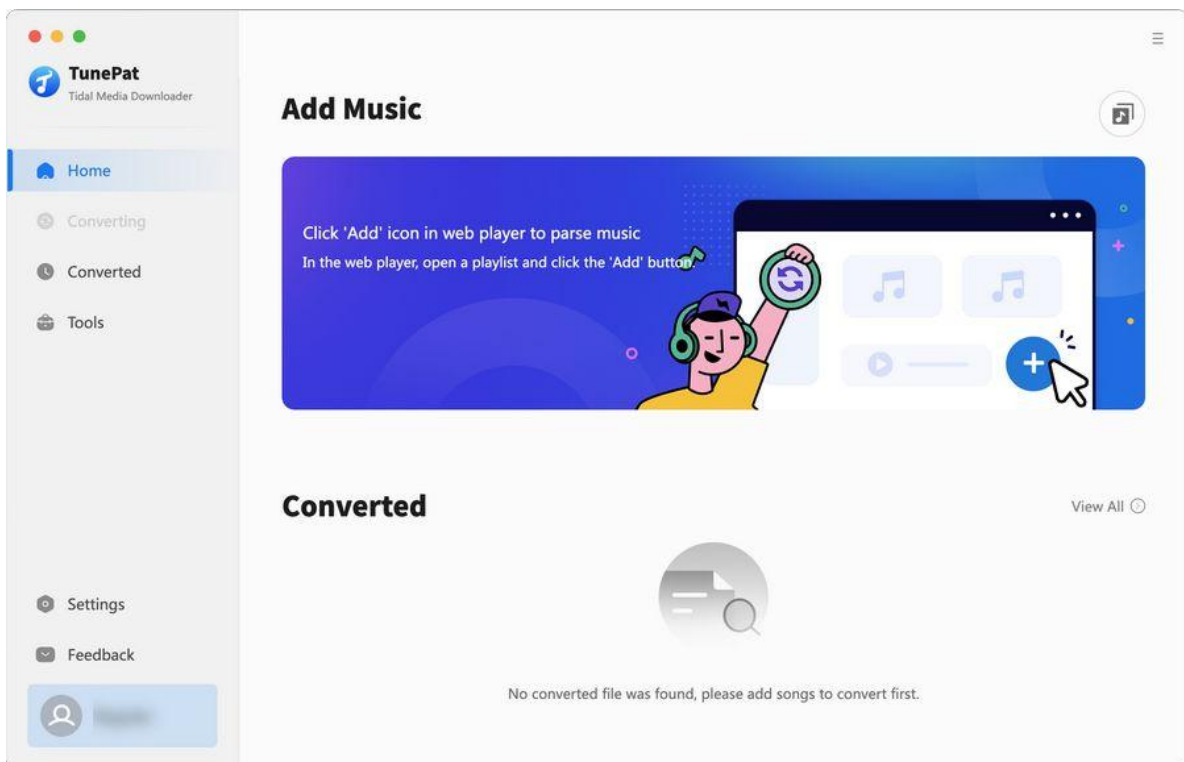 TunePat
Tidal Media Downloader
Home
Converting
Converted
Tools
Settings
Feedback
Add Music
Click 'Add' icon in web player to parse music
In the web player, open a playlist and click the 'Add' button.
Converted
View All
No converted file was found, please add songs to convert first.